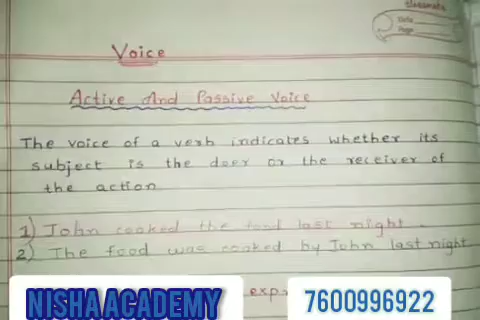 classmate
Date
Page
Voice
Active And Passive Voice
The voice of a verb indicates whether its
subject is the doer or the receiver of
the action
1) John cooked the food last night.
2) The food was cooked by John last night
NISHA ACADEMY
7600996922